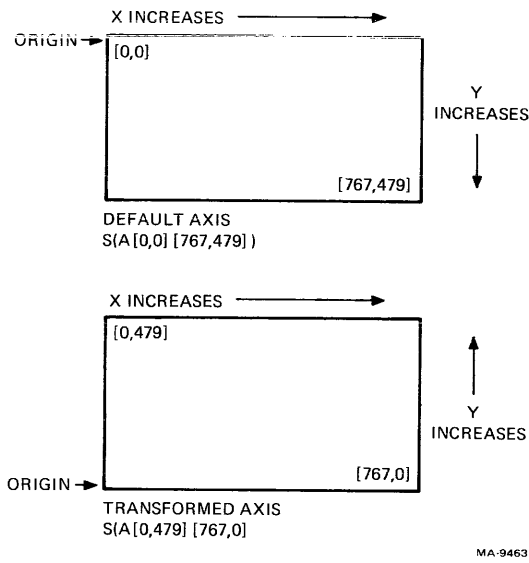 X INCREASES
ORIGIN
[0,0]
Y
INCREASES
[767,479]
DEFAULT AXIS
S(A[0,0] [767,479] )
X INCREASES
[0,479]
Y
INCREASES
[767,0]
ORIGIN
TRANSFORMED AXIS
S(A[0,479] [767,0]
MA-9463